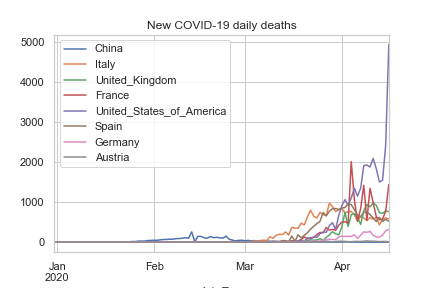 New COVID-19 daily deaths
5000
4000
3000
2000
1000
0
China
Italy
United_Kingdom
France
United_States_of_America
Spain
Germany
Austria
Jan
2020
Feb
Mar
Apr